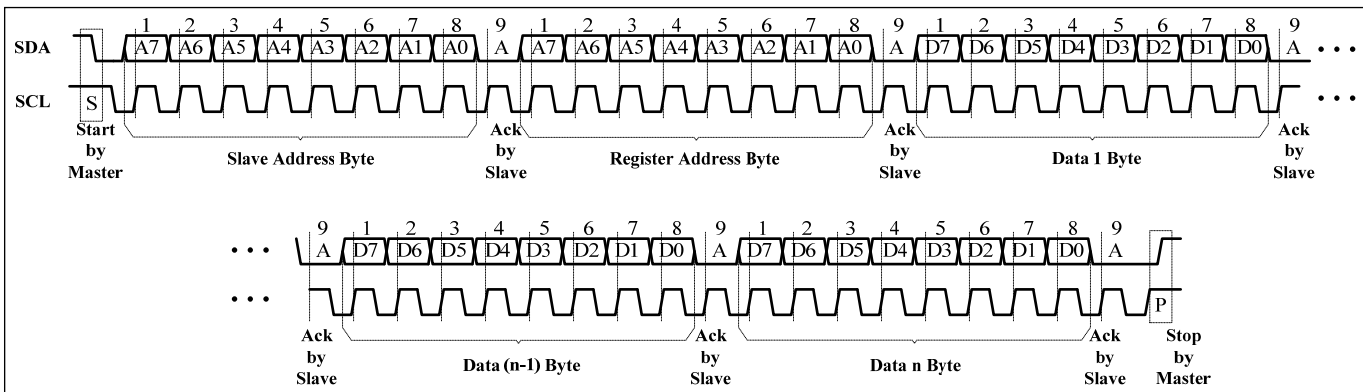 1 2 3 4 5 6 7 8 9 1 2 3 4 5 6 7 8 9 1 2 3 4 5 6 7 8 9
SDA A7 A6 A5 A4 A3 A2 A1 A0 A A7 A6 A5 A4 A3 A2 A1 A0 A D7 D6 D5 D4 D3 D2 D1 D0 A • • •
SCL S • • •
Start by Master
Slave Address Byte
Ack by Slave
Register Address Byte
Ack by Slave
Data 1 Byte
Ack by Slave
9 1 2 3 4 5 6 7 8 9 1 2 3 4 5 6 7 8 9
• • • A D7 D6 D5 D4 D3 D2 D1 D0 A D7 D6 D5 D4 D3 D2 D1 D0 A
• • • P
Ack by Slave
Data (n-1) Byte
Ack by Slave
Data n Byte
Ack by Slave
Stop by Master